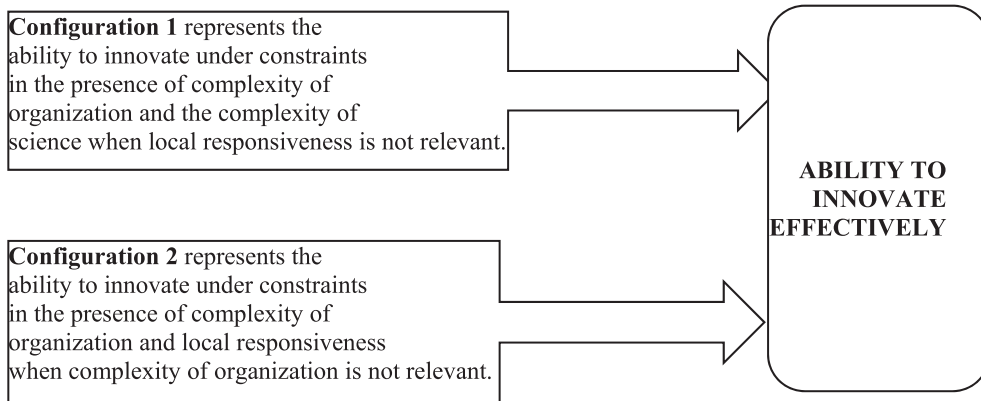 Configuration 1 represents the
ability to innovate under constraints
in the presence of complexity of
organization and the complexity of
science when local responsiveness is not relevant.
ABILITY TO
INNOVATE
EFFECTIVELY
Configuration 2 represents the
ability to innovate under constraints
in the presence of complexity of
organization and local responsiveness
when complexity of organization is not relevant.